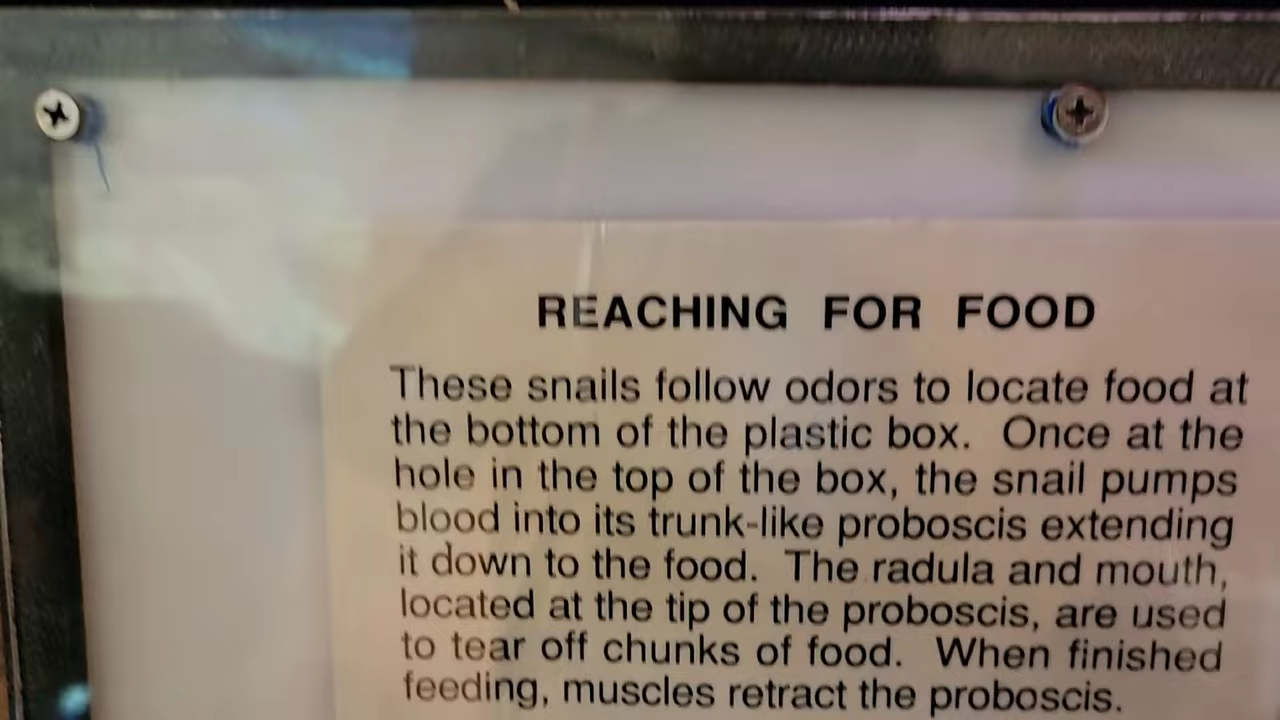 REACHING FOR FOOD
These snails follow odors to locate food at
the bottom of the plastic box. Once at the
hole in the top of the box, the snail pumps
blood into its trunk-like proboscis extending
it down to the food. The radula and mouth,
located at the tip of the proboscis, are used
to tear off chunks of food. When finished
feeding, muscles retract the proboscis.